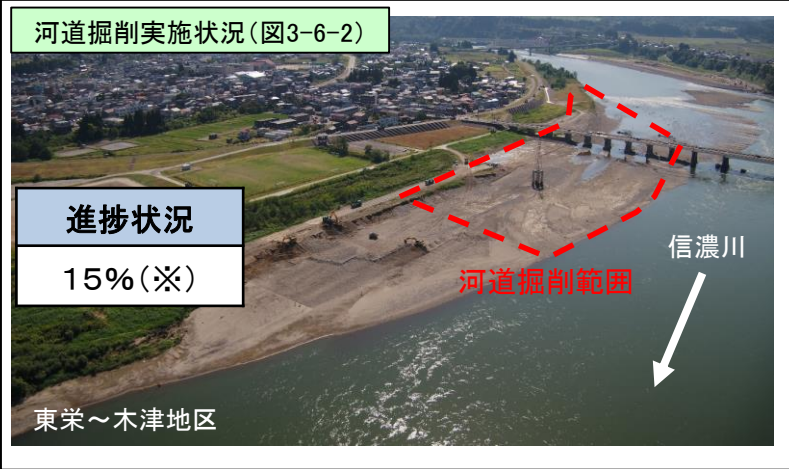 河道掘削実施状況(図3-6-2)
進捗状況
15%(※)
河道掘削範囲
信濃川
東栄～木津地区